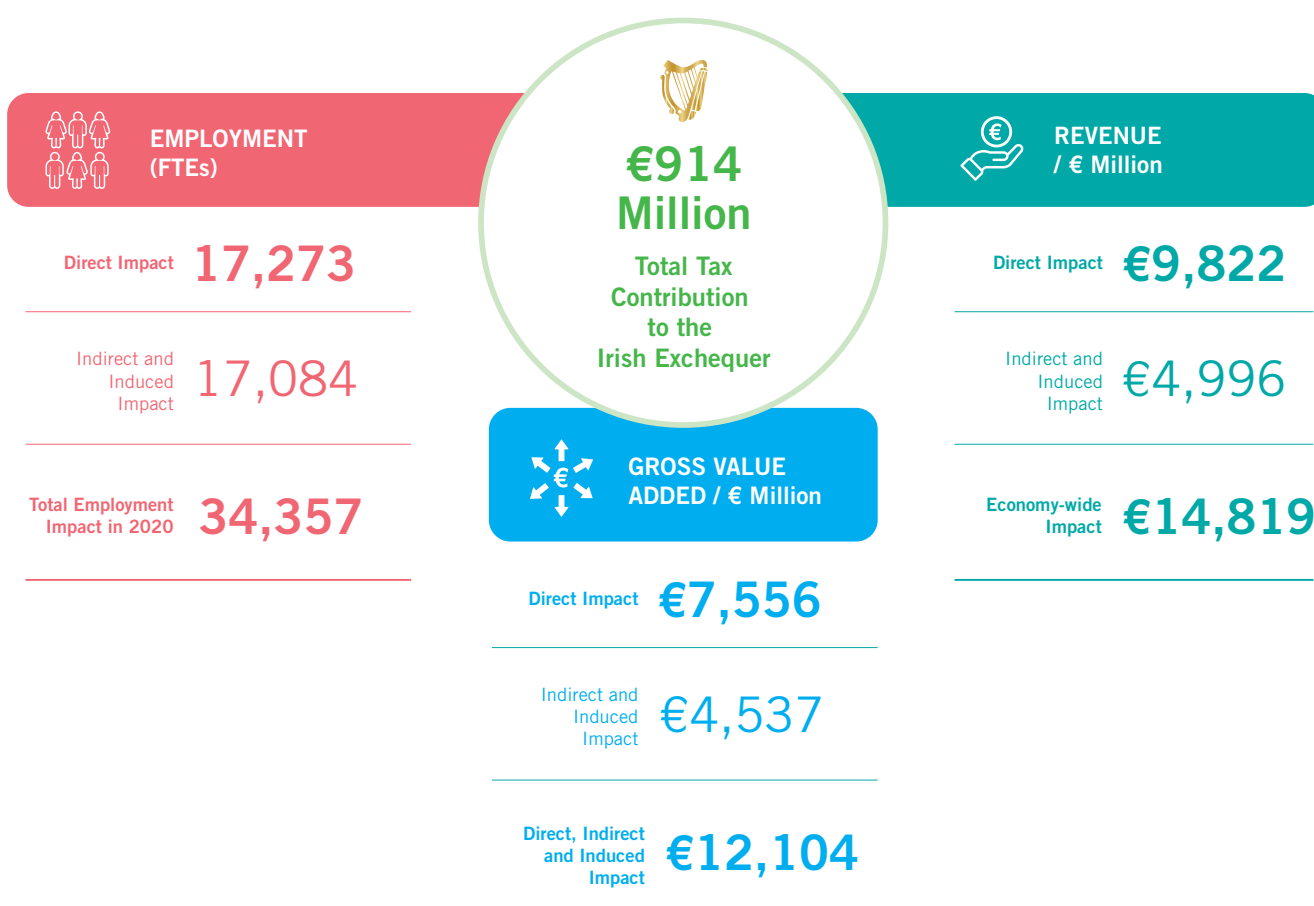 EMPLOYMENT
(FTEs)
Direct Impact 17,273
Indirect and
Induced
Impact
17,084
Total Employment
Impact in 2020
34,357
€914
Million
Total Tax
Contribution
to the
Irish Exchequer
€
REVENUE
/ € Million
Direct Impact €9,822
Indirect and
Induced
Impact
€4,996
Economy-wide
Impact
€14,819
€
GROSS VALUE
ADDED / € Million
Direct Impact €7,556
Indirect and
Induced
Impact
€4,537
Direct, Indirect
and Induced
Impact
€12,104